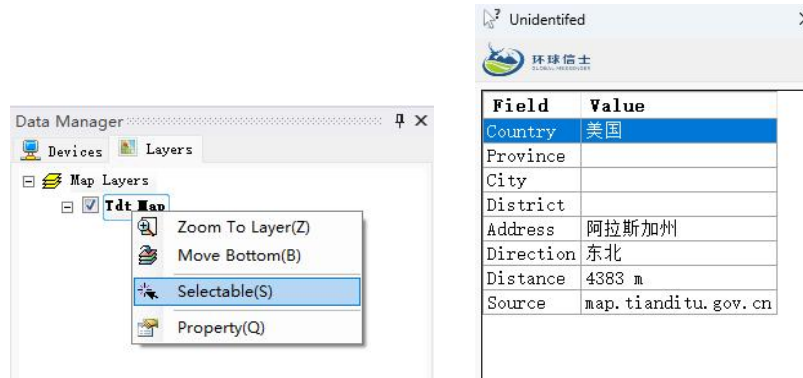 Data Manager
Devices
Layers
Map Layers
Tdt Map
Zoom To Layer(Z)
Move Bottom(B)
Selectable(S)
Property(Q)
Unidentifed
环球信士
GLOBAL MESSENGER
Field Value
Country 美国
Province
City
District
Address 阿拉斯加州
Direction 东北
Distance 4383 m
Source map.tianditu.gov.cn